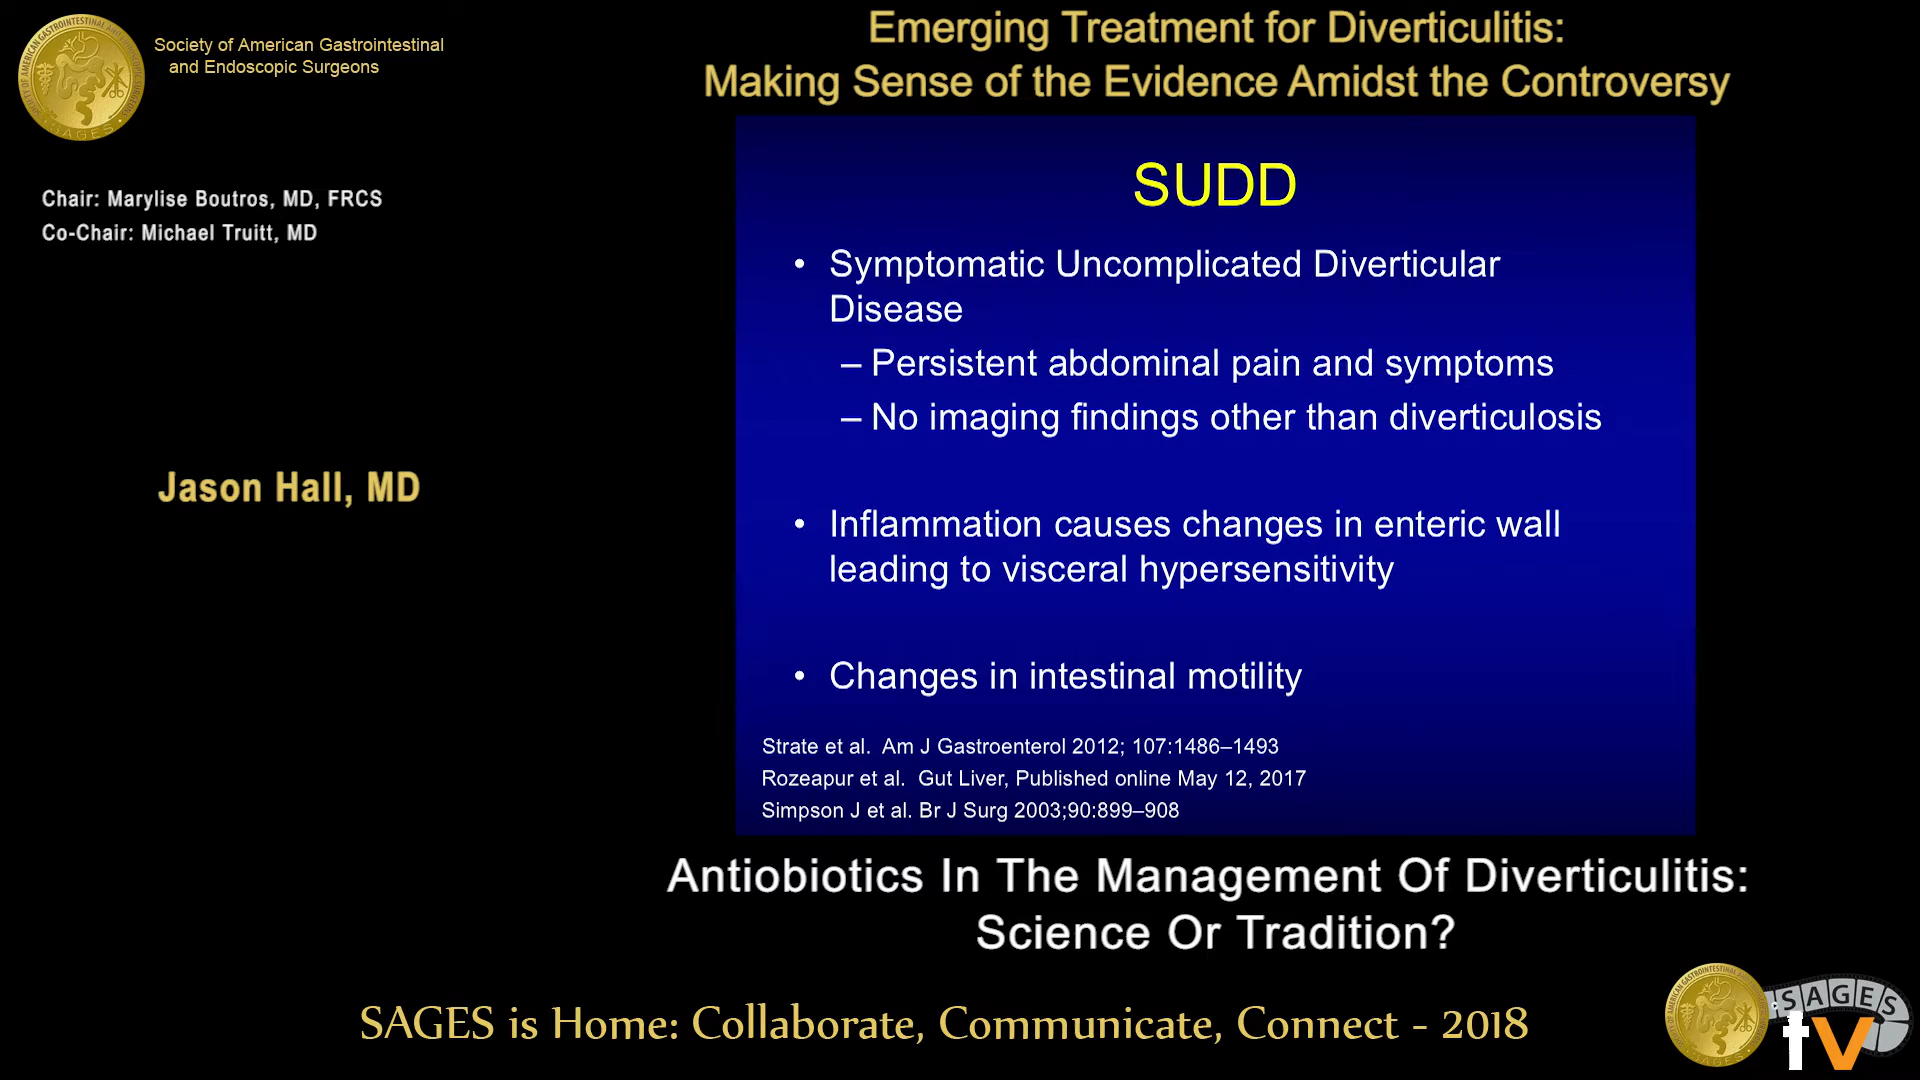 Society of American Gastrointestinal
and Endoscopic Surgeons
Emerging Treatment for Diverticulitis:
Making Sense of the Evidence Amidst the Controversy
Chair: Marylise Boutros, MD, FRCS
Co-Chair: Michael Truitt, MD
Jason Hall, MD
SUDD
• Symptomatic Uncomplicated Diverticular
Disease
– Persistent abdominal pain and symptoms
– No imaging findings other than diverticulosis
• Inflammation causes changes in enteric wall
leading to visceral hypersensitivity
• Changes in intestinal motility
Strate et al. Am J Gastroenterol 2012; 107:1486–1493
Rozeapur et al. Gut Liver, Published online May 12, 2017
Simpson J et al. Br J Surg 2003;90:899–908
Antiobiotics In The Management Of Diverticulitis:
Science Or Tradition?
SAGES is Home: Collaborate, Communicate, Connect - 2018
SAGES
tv